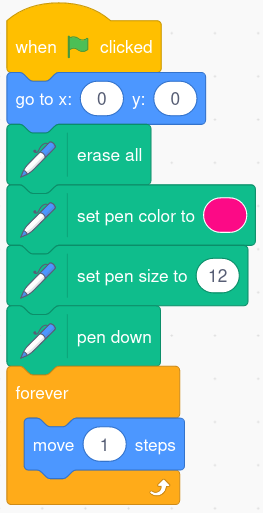 when clicked
go to x: 0 y: 0
erase all
set pen color to
set pen size to 12
pen down
forever
move 1 steps